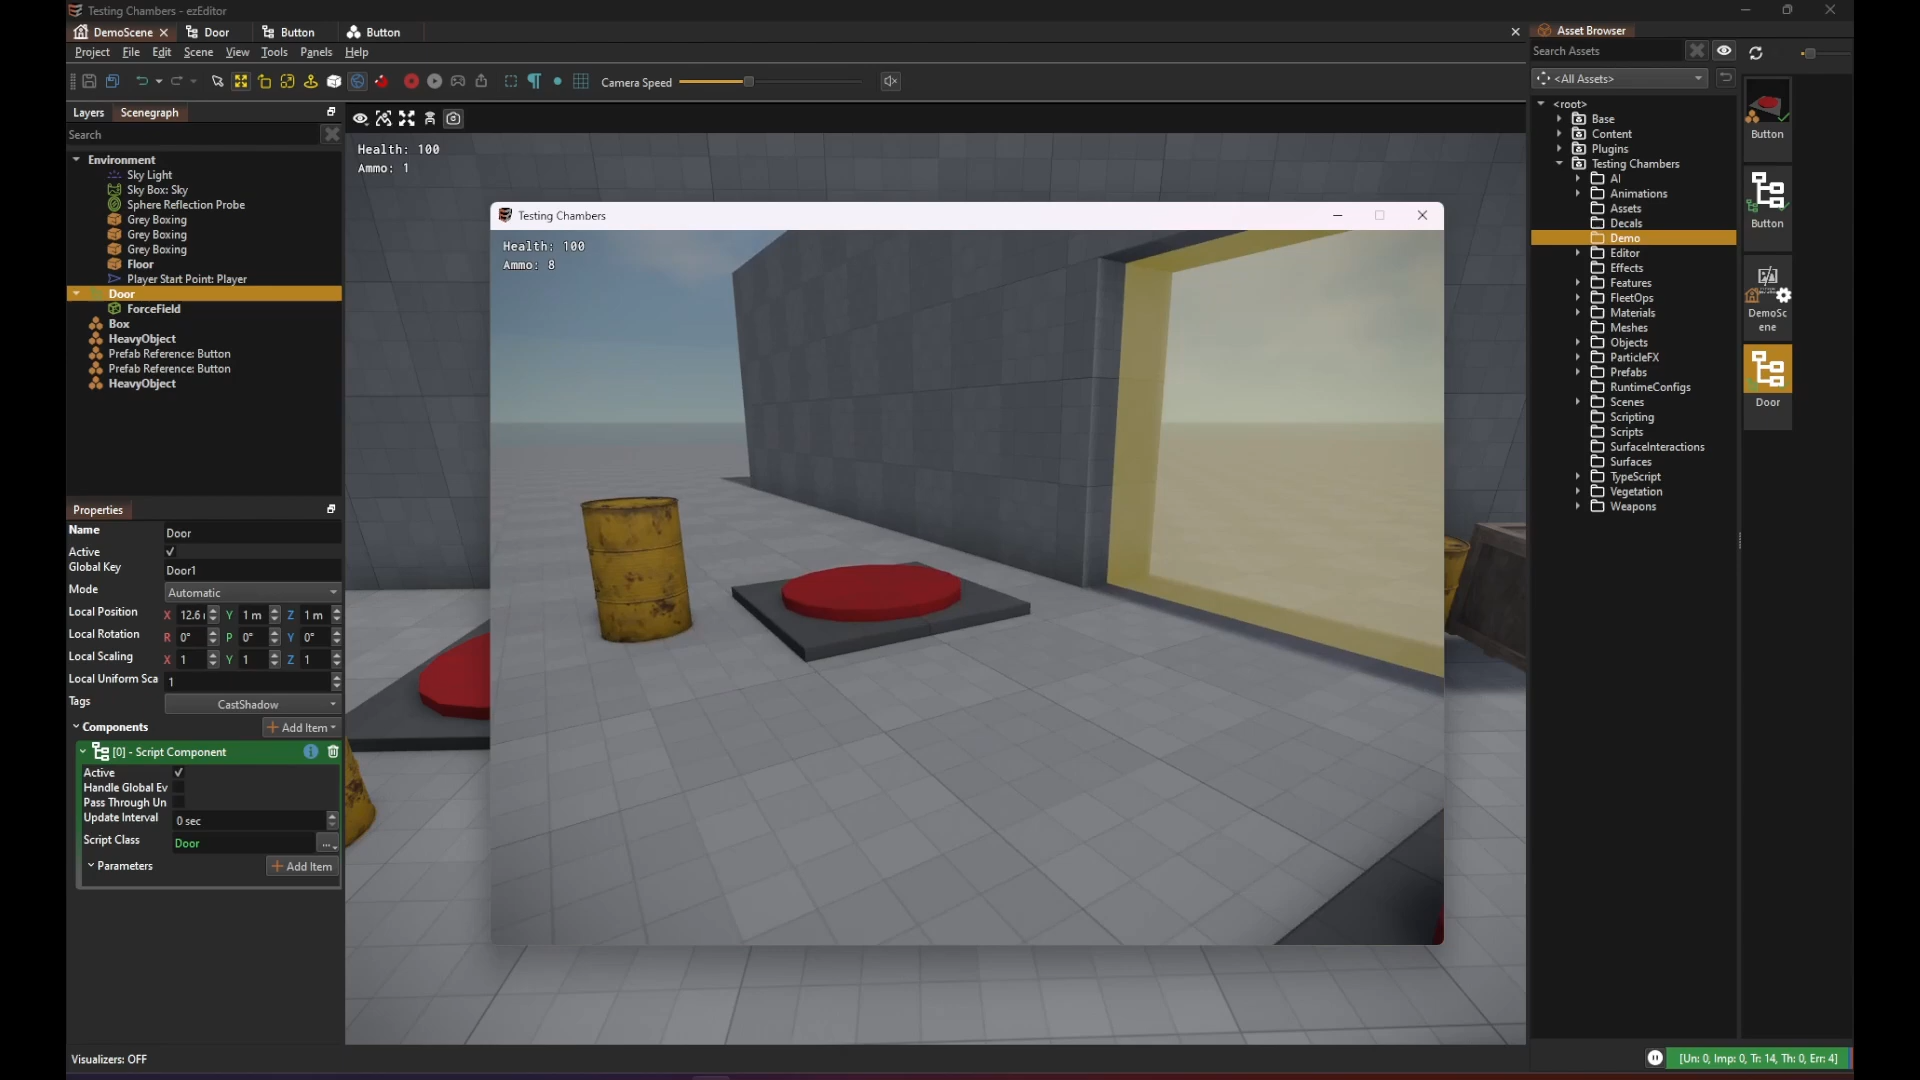 Testing Chambers - ezEditor
DemoScene
Door
Button
Button
Project File Edit Scene View Tools Panels Help
Camera Speed
Layers Scenegraph
Search
Environment
Sky Light
Sky Box: Sky
Sphere Reflection Probe
Grey Boxing
Grey Boxing
Grey Boxing
Floor
Player Start Point: Player
Door
ForceField
Box
HeavyObject
Prefab Reference: Button
Prefab Reference: Button
HeavyObject
Properties
Name Door
Active
Global Key Door1
Mode Automatic
Local Position X 12.6 Y 1 m Z 1 m
Local Rotation R 0° P 0° Y 0°
Local Scaling X 1 Y 1 Z 1
Local Uniform Sca 1
Tags CastShadow
Components Add Item
[0] - Script Component
Active
Handle Global Ev
Pass Through Un
Update Interval 0 sec
Script Class Door ...
Parameters Add Item
Visualizers: OFF
Health: 100
Ammo: 1
Testing Chambers
Health: 100
Ammo: 8
Asset Browser
Search Assets
<All Assets>
<root>
Base
Content
Plugins
Testing Chambers
AI
Animations
Assets
Decals
Demo
Editor
Effects
Features
FleetOps
Materials
Meshes
Objects
ParticleFX
Prefabs
RuntimeConfigs
Scenes
Scripting
Scripts
SurfaceInteractions
Surfaces
TypeScript
Vegetation
Weapons
Button
Button
DemoSc
ene
Door
[Un: 0, Imp: 0, Tr: 14, Th: 0, Err: 4]